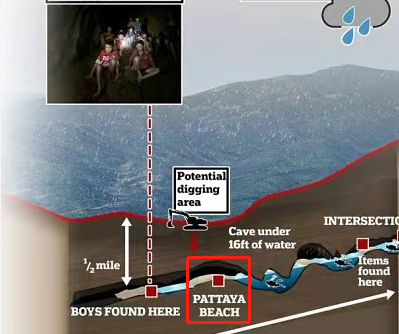 Potential
digging
area
Cave under
16ft of water
INTERSECTIO
½ mile
Items
found
here
BOYS FOUND HERE
PATTAYA
BEACH